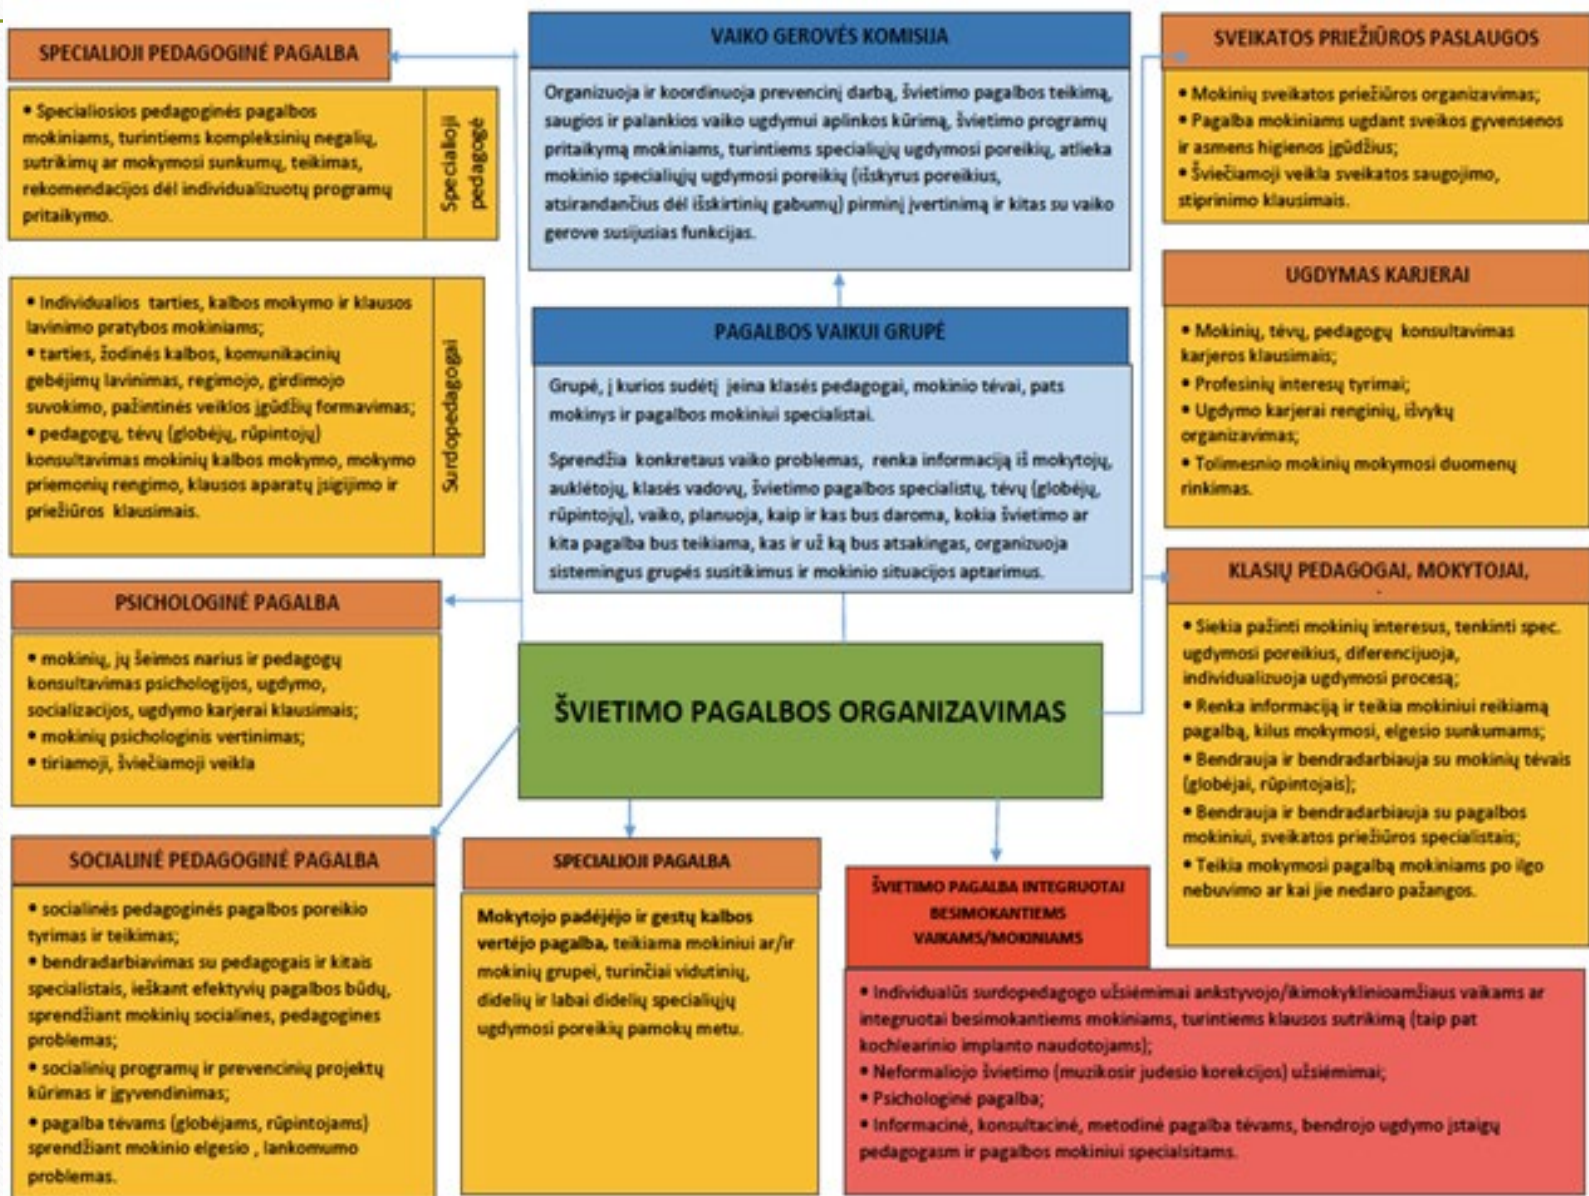 SPECIALIOJI PEDAGOGINĖ PAGALBA
• Specialiosios pedagoginės pagalbos
mokiniams, turintiems kompleksinių negalių,
sutrikimų ar mokymosi sunkumų, teikimas,
rekomendacijos dėl individualizuotų programų
pritaikymo.
Specialioji
pedagogė
• Individualios tarties, kalbos mokymo ir klausos
lavinimo pratybos mokiniams;
• tarties, žodinės kalbos, komunikacinių
gebėjimų lavinimas, regimojo, girdimojo
suvokimo, pažintinės veiklos įgūdžių formavimas;
• pedagogų, tėvų (globėjų, rūpintojų)
konsultavimas mokinių kalbos mokymo, mokymo
priemonių rengimo, klausos aparatų įsigijimo ir
priežiūros klausimais.
Surdopedagogai
PSICHOLOGINĖ PAGALBA
• mokinių, jų šeimos narius ir pedagogų
konsultavimas psichologijos, ugdymo,
socializacijos, ugdymo karjerai klausimais;
• mokinių psichologinis vertinimas;
• tiriamoji, šviečiamoji veikla
SOCIALINĖ PEDAGOGINĖ PAGALBA
• socialinės pedagoginės pagalbos poreikio
tyrimas ir teikimas;
• bendradarbiavimas su pedagogais ir kitais
specialistais, ieškant efektyvių pagalbos būdų,
sprendžiant mokinių socialines, pedagogines
problemas;
• socialinių programų ir prevencinių projektų
kūrimas ir įgyvendinimas;
• pagalba tėvams (globėjams, rūpintojams)
sprendžiant mokinio elgesio , lankomumo
problemas.
VAIKO GEROVĖS KOMISIJA
Organizuoja ir koordinuoja prevencinį darbą, švietimo pagalbos teikimą,
saugios ir palankios vaiko ugdymui aplinkos kūrimą, švietimo programų
pritaikymą mokiniams, turintiems specialiųjų ugdymosi poreikių, atlieka
mokinio specialiųjų ugdymosi poreikių (išskyrus poreikius,
atsirandančius dėl išskirtinių gabumų) pirminį įvertinimą ir kitas su vaiko
gerove susijusias funkcijas.
PAGALBOS VAIKUI GRUPĖ
Grupė, į kurios sudėtį įeina klasės pedagogai, mokinio tėvai, pats
mokinys ir pagalbos mokiniui specialistai.
Sprendžia konkretaus vaiko problemas, renka informaciją iš mokytojų,
auklėtojų, klasės vadovų, švietimo pagalbos specialistų, tėvų (globėjų,
rūpintojų), vaiko, planuoja, kaip ir kas bus daroma, kokia švietimo ar
kita pagalba bus teikiama, kas ir už ką bus atsakingas, organizuoja
sistemingus grupės susitikimus ir mokinio situacijos aptarimus.
ŠVIETIMO PAGALBOS ORGANIZAVIMAS
SPECIALIOJI PAGALBA
Mokytojo padėjėjo ir gestų kalbos
vertėjo pagalba, teikiama mokiniui ar/ir
mokinių grupei, turinčiai vidutinių,
didelių ir labai didelių specialiųjų
ugdymosi poreikių pamokų metu.
SVEIKATOS PRIEŽIŪROS PASLAUGOS
• Mokinių sveikatos priežiūros organizavimas;
• Pagalba mokiniams ugdant sveikos gyvensenos
ir asmens higienos įgūdžius;
• Šviečiamoji veikla sveikatos saugojimo,
stiprinimo klausimais.
UGDYMAS KARJERAI
• Mokinių, tėvų, pedagogų konsultavimas
karjeros klausimais;
• Profesinių interesų tyrimai;
• Ugdymo karjerai renginių, išvykų
organizavimas;
• Tolimesnio mokinių mokymosi duomenų
rinkimas.
KLASIŲ PEDAGOGAI, MOKYTOJAI,
.
• Siekia pažinti mokinių interesus, tenkinti spec.
ugdymosi poreikius, diferencijuoja,
individualizuoja ugdymosi procesą;
• Renka informaciją ir teikia mokiniui reikiamą
pagalbą, kilus mokymosi, elgesio sunkumams;
• Bendrauja ir bendradarbiauja su mokinių tėvais
(globėjai, rūpintojais);
• Bendrauja ir bendradarbiauja su pagalbos
mokiniui, sveikatos priežiūros specialistais;
• Teikia mokymosi pagalbą mokiniams po ilgo
nebuvimo ar kai jie nedaro pažangos.
ŠVIETIMO PAGALBA INTEGRUOTAI
BESIMOKANTIEMS
VAIKAMS/MOKINIAMS
• Individualūs surdopedagogo užsiėmimai ankstyvojo/ikimokyklinioamžiaus vaikams ar
integruotai besimokantiems mokiniams, turintiems klausos sutrikimą (taip pat
kochlearinio implanto naudotojams);
• Neformaliojo švietimo (muzikosir judesio korekcijos) užsiėmimai;
• Psichologinė pagalba;
• Informacinė, konsultacinė, metodinė pagalba tėvams, bendrojo ugdymo įstaigų
pedagogasm ir pagalbos mokiniui specialsitams.